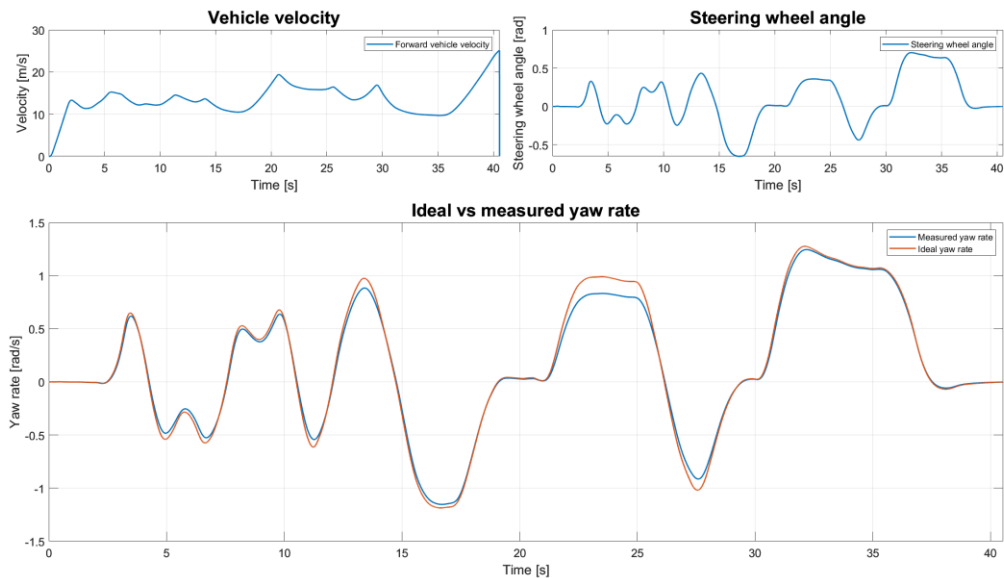 Vehicle velocity
30
20
10
0
Velocity [m/s]
Forward vehicle velocity
0 5 10 15 20 25 30 35 40
Time [s]
Steering wheel angle
1
0.5
0
-0.5
Steering wheel angle [rad]
Steering wheel angle
0 5 10 15 20 25 30 35 40
Time [s]
Ideal vs measured yaw rate
1.5
1
0.5
0
-0.5
-1
-1.5
Yaw rate [rad/s]
Measured yaw rate
Ideal yaw rate
0 5 10 15 20 25 30 35 40
Time [s]